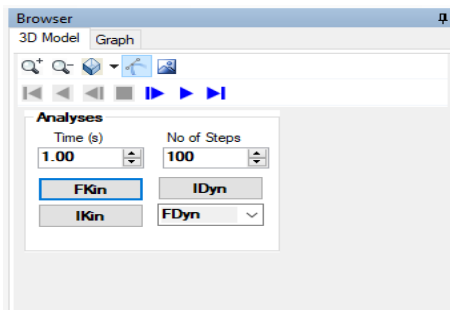 Browser
3D Model Graph
Analyses
Time (s) No of Steps
1.00 100
FKin IDyn
IKin FDyn